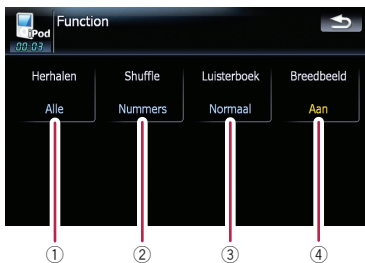 Function
iPod
00:03
Herhalen Shuffle Luisterboek Breedbeeld
Alle Nummers Normaal Aan
① ② ③ ④